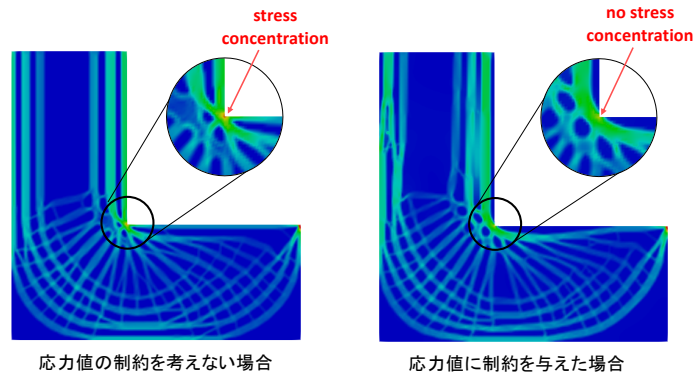 stress
concentration
no stress
concentration
応力値の制約を考えない場合
応力値に制約を与えた場合